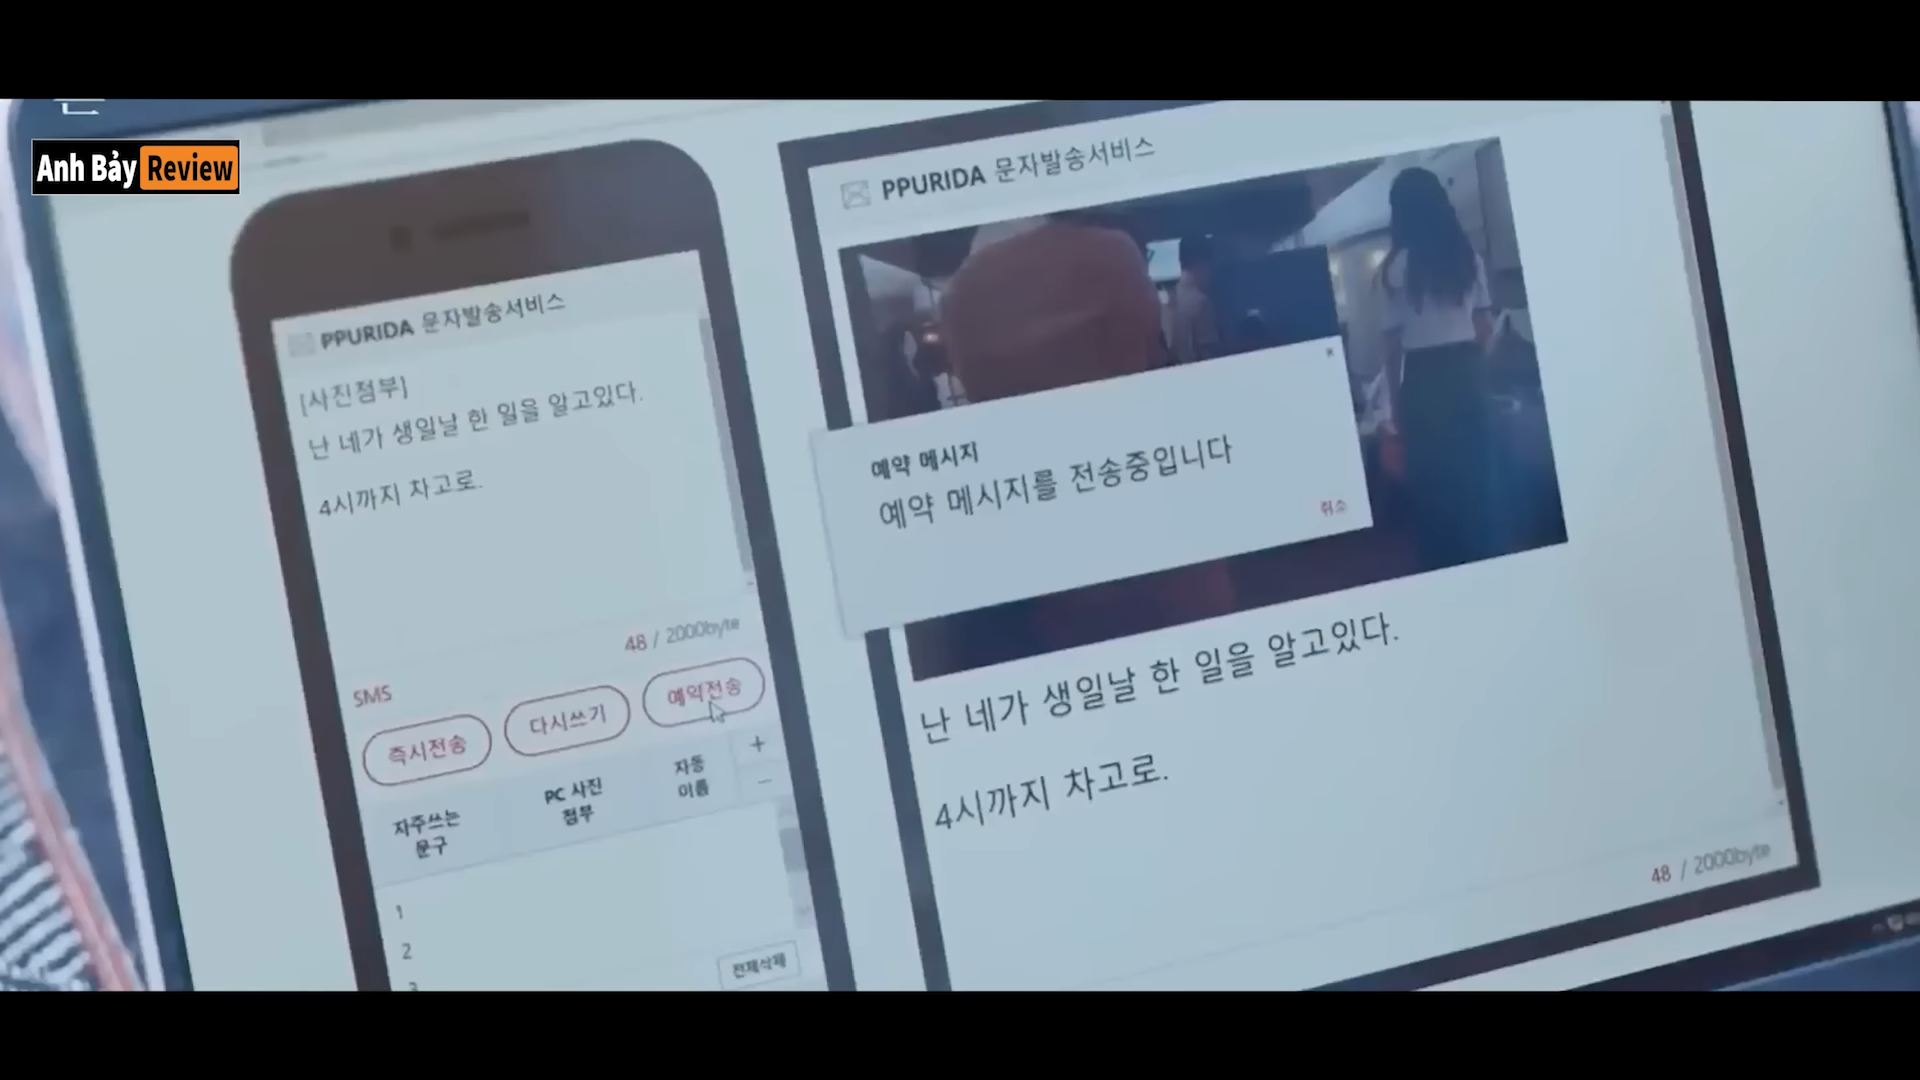 Anh Bảy Review
PPURIDA 문자발송서비스
[사진첨부]
난 네가 생일날 한 일을 알고있다.
4시까지 차고로.
48 / 2000byte
SMS
즉시전송
다시쓰기
예약전송
자주쓰는
문구
PC 사진
첨부
자동
이름
+
−
1
2
3
전체삭제
PPURIDA 문자발송서비스
×
예약 메시지
예약 메시지를 전송중입니다
취소
난 네가 생일날 한 일을 알고있다.
4시까지 차고로.
48 / 2000byte